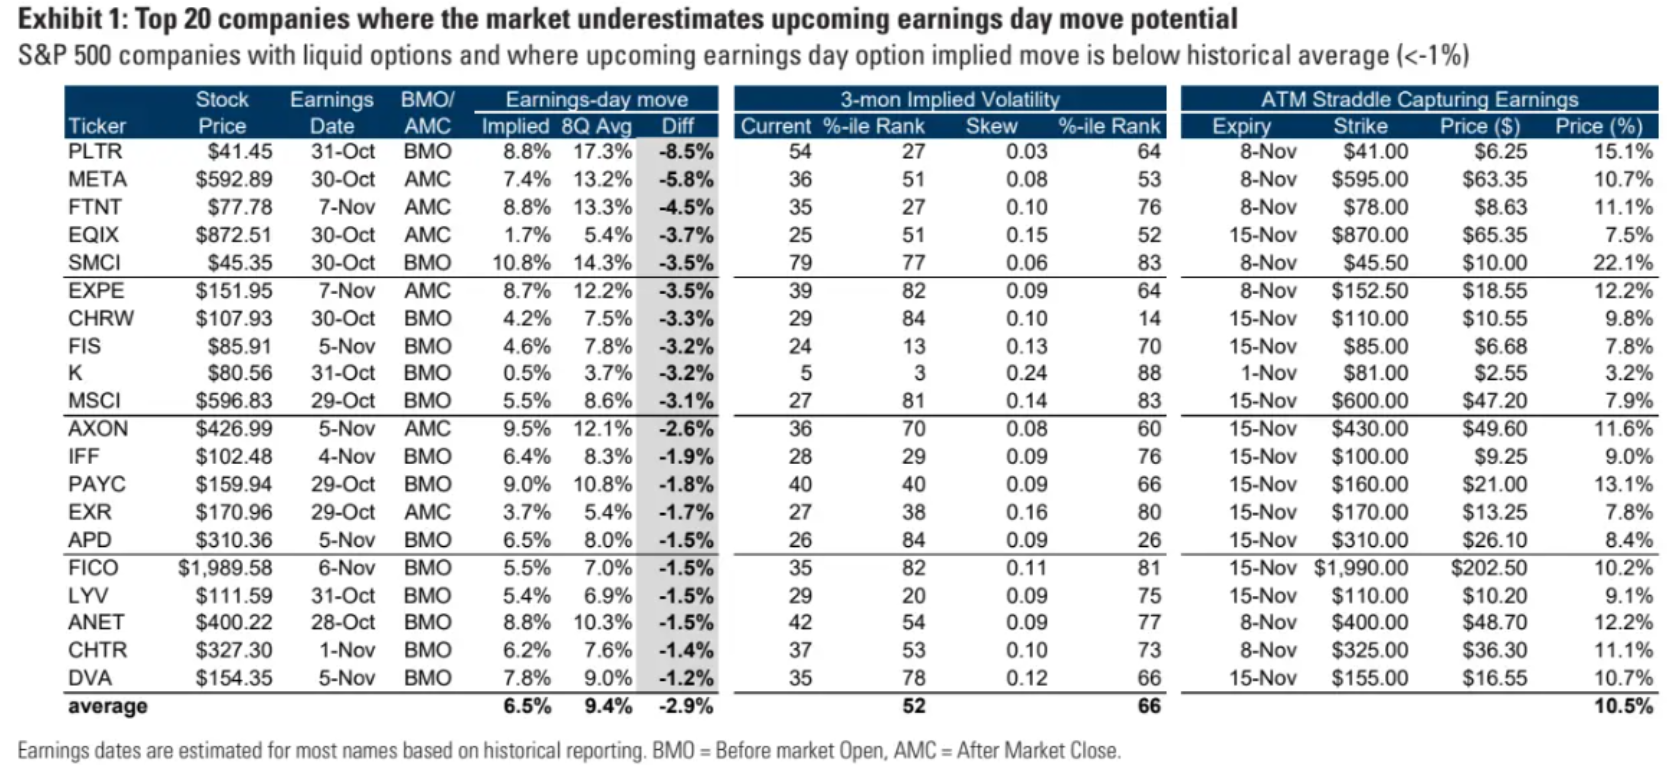 Exhibit 1: Top 20 companies where the market underestimates upcoming earnings day move potential
S&P 500 companies with liquid options and where upcoming earnings day option implied move is below historical average (<-1%)
Stock Earnings BMO/ Earnings-day move 3-mon Implied Volatility ATM Straddle Capturing Earnings
Ticker Price Date AMC Implied 8Q Avg Diff Current %-ile Rank Skew %-ile Rank Expiry Strike Price ($) Price (%)
PLTR $41.45 31-Oct BMO 8.8% 17.3% -8.5% 54 27 0.03 64 8-Nov $41.00 $6.25 15.1%
META $592.89 30-Oct AMC 7.4% 13.2% -5.8% 36 51 0.08 53 8-Nov $595.00 $63.35 10.7%
FTNT $77.78 7-Nov AMC 8.8% 13.3% -4.5% 35 27 0.10 76 8-Nov $78.00 $8.63 11.1%
EQIX $872.51 30-Oct AMC 1.7% 5.4% -3.7% 25 51 0.15 52 15-Nov $870.00 $65.35 7.5%
SMCI $45.35 30-Oct BMO 10.8% 14.3% -3.5% 79 77 0.06 83 8-Nov $45.50 $10.00 22.1%
EXPE $151.95 7-Nov AMC 8.7% 12.2% -3.5% 39 82 0.09 64 8-Nov $152.50 $18.55 12.2%
CHRW $107.93 30-Oct BMO 4.2% 7.5% -3.3% 29 84 0.10 14 15-Nov $110.00 $10.55 9.8%
FIS $85.91 5-Nov BMO 4.6% 7.8% -3.2% 24 13 0.13 70 15-Nov $85.00 $6.68 7.8%
K $80.56 31-Oct BMO 0.5% 3.7% -3.2% 5 3 0.24 88 1-Nov $81.00 $2.55 3.2%
MSCI $596.83 29-Oct BMO 5.5% 8.6% -3.1% 27 81 0.14 83 15-Nov $600.00 $47.20 7.9%
AXON $426.99 5-Nov AMC 9.5% 12.1% -2.6% 36 70 0.08 60 15-Nov $430.00 $49.60 11.6%
IFF $102.48 4-Nov BMO 6.4% 8.3% -1.9% 28 29 0.09 76 15-Nov $100.00 $9.25 9.0%
PAYC $159.94 29-Oct BMO 9.0% 10.8% -1.8% 40 40 0.09 66 15-Nov $160.00 $21.00 13.1%
EXR $170.96 29-Oct AMC 3.7% 5.4% -1.7% 27 38 0.16 80 15-Nov $170.00 $13.25 7.8%
APD $310.36 5-Nov BMO 6.5% 8.0% -1.5% 26 84 0.09 26 15-Nov $310.00 $26.10 8.4%
FICO $1,989.58 6-Nov BMO 5.5% 7.0% -1.5% 35 82 0.11 81 15-Nov $1,990.00 $202.50 10.2%
LYV $111.59 31-Oct BMO 5.4% 6.9% -1.5% 29 20 0.09 75 15-Nov $110.00 $10.20 9.1%
ANET $400.22 28-Oct BMO 8.8% 10.3% -1.5% 42 54 0.09 77 8-Nov $400.00 $48.70 12.2%
CHTR $327.30 1-Nov BMO 6.2% 7.6% -1.4% 37 53 0.10 73 8-Nov $325.00 $36.30 11.1%
DVA $154.35 5-Nov BMO 7.8% 9.0% -1.2% 35 78 0.12 66 15-Nov $155.00 $16.55 10.7%
average 6.5% 9.4% -2.9% 52 66 10.5%
Earnings dates are estimated for most names based on historical reporting. BMO = Before market Open, AMC = After Market Close.